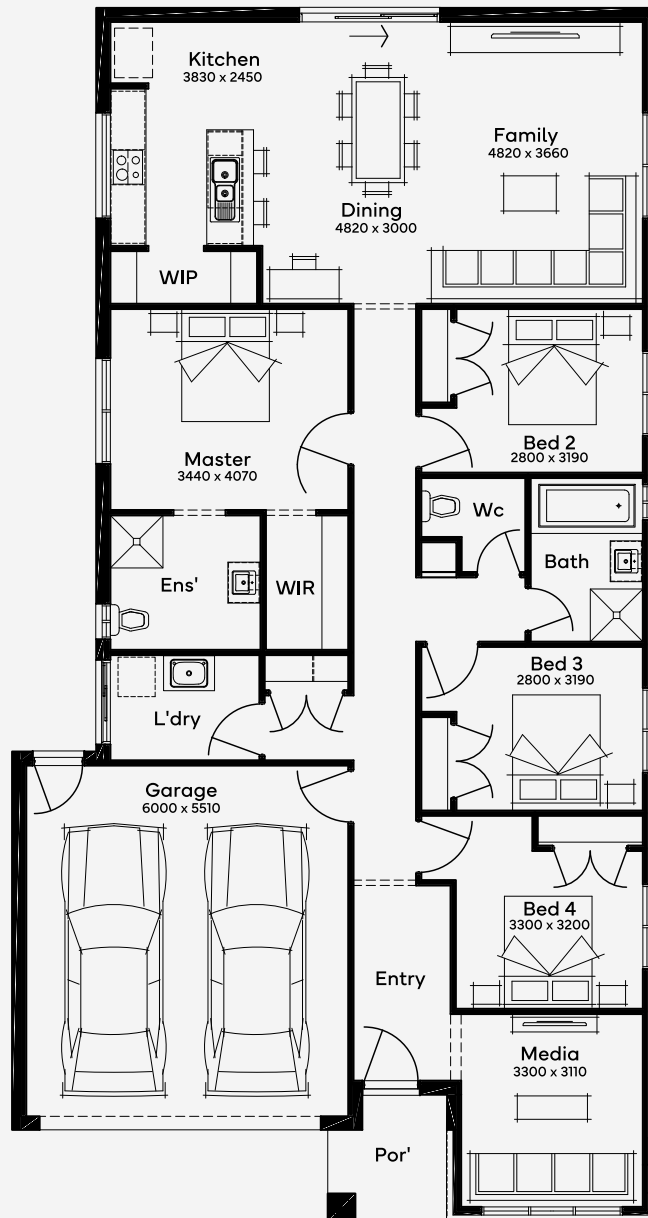 Kitchen
3830 x 2450
Family
4820 x 3660
Dining
4820 x 3000
WIP
Master
3440 x 4070
Bed 2
2800 x 3190
Wc
Bath
Ens'
WIR
Bed 3
2800 x 3190
L'dry
Garage
6000 x 5510
Bed 4
3300 x 3200
Entry
Media
3300 x 3110
Por'